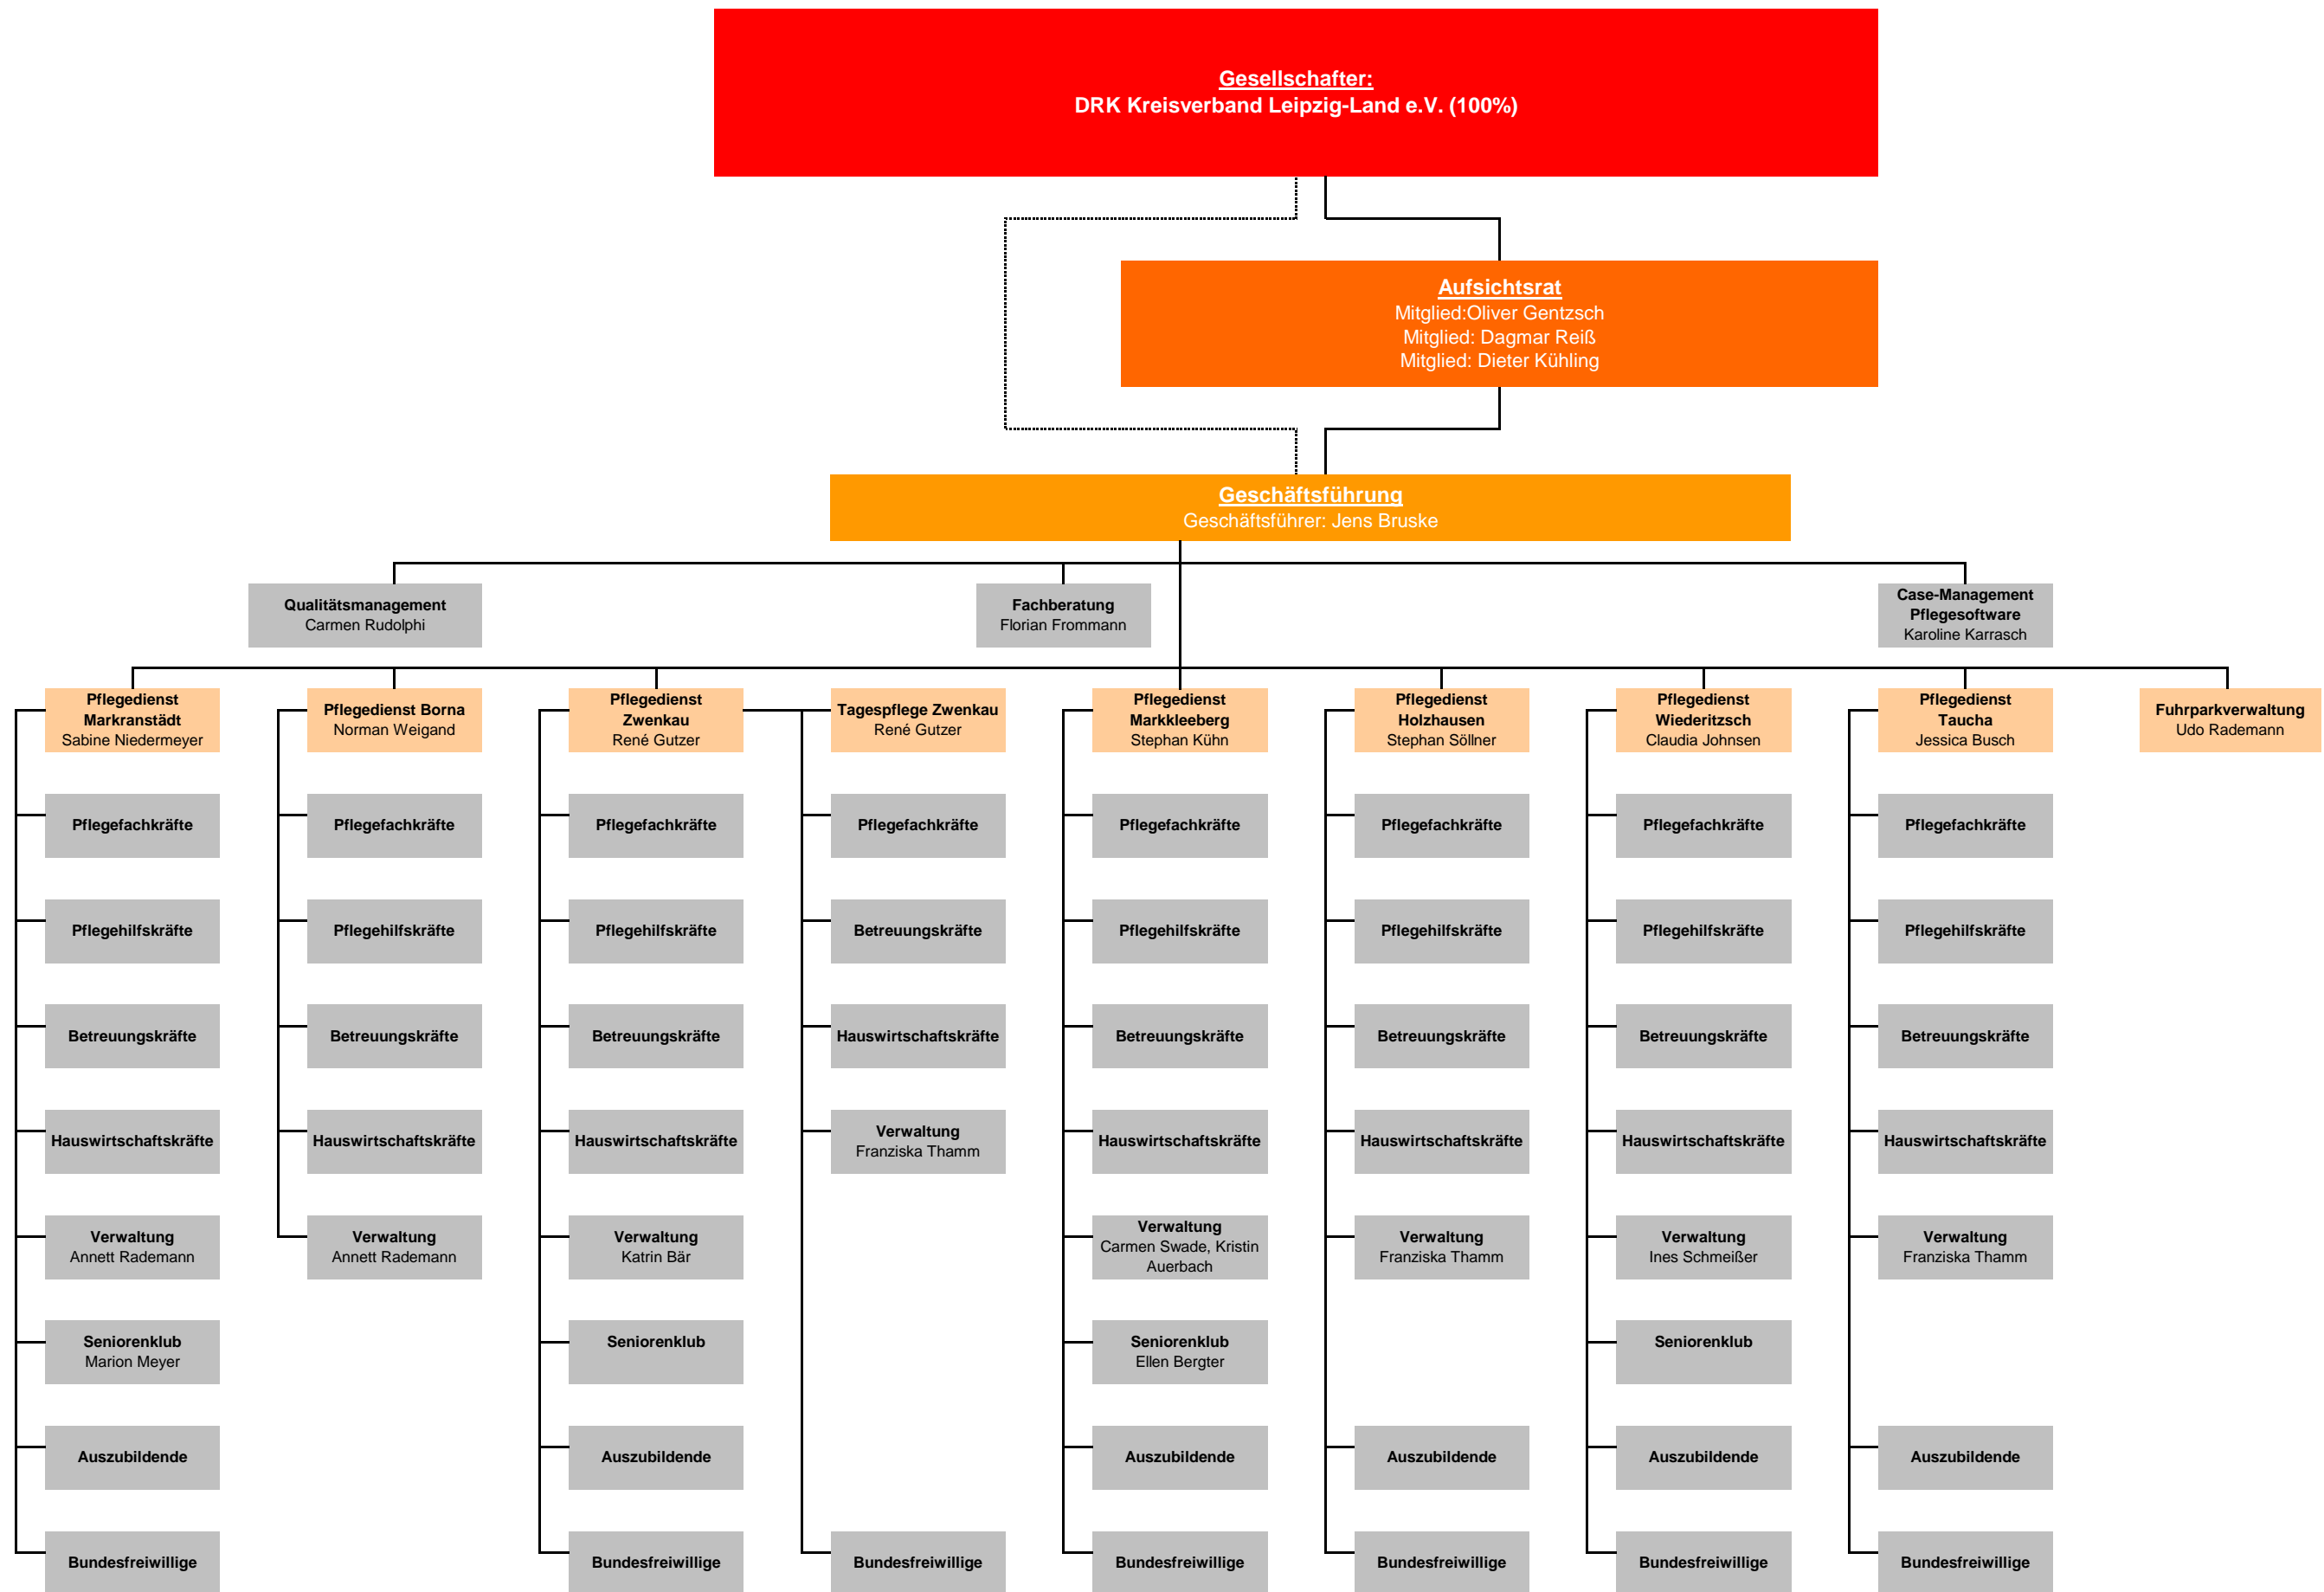 Gesellschafter:
DRK Kreisverband Leipzig-Land e.V. (100%)
Aufsichtsrat
Mitglied:Oliver Gentzsch
Mitglied: Dagmar Reiß
Mitglied: Dieter Kühling
Geschäftsführung
Geschäftsführer: Jens Bruske
Qualitätsmanagement
Carmen Rudolphi
Fachberatung
Florian Frommann
Case-Management
Pflegesoftware
Karoline Karrasch
Pflegedienst
Markranstädt
Sabine Niedermeyer
Pflegedienst Borna
Norman Weigand
Pflegedienst
Zwenkau
René Gutzer
Tagespflege Zwenkau
René Gutzer
Pflegedienst
Markkleeberg
Stephan Kühn
Pflegedienst
Holzhausen
Stephan Söllner
Pflegedienst
Wiederitzsch
Claudia Johnsen
Pflegedienst
Taucha
Jessica Busch
Fuhrparkverwaltung
Udo Rademann
Pflegefachkräfte
Pflegefachkräfte
Pflegefachkräfte
Pflegefachkräfte
Pflegefachkräfte
Pflegefachkräfte
Pflegefachkräfte
Pflegefachkräfte
Pflegehilfskräfte
Pflegehilfskräfte
Pflegehilfskräfte
Betreuungskräfte
Pflegehilfskräfte
Pflegehilfskräfte
Pflegehilfskräfte
Pflegehilfskräfte
Betreuungskräfte
Betreuungskräfte
Betreuungskräfte
Hauswirtschaftskräfte
Betreuungskräfte
Betreuungskräfte
Betreuungskräfte
Betreuungskräfte
Hauswirtschaftskräfte
Hauswirtschaftskräfte
Hauswirtschaftskräfte
Verwaltung
Franziska Thamm
Hauswirtschaftskräfte
Hauswirtschaftskräfte
Hauswirtschaftskräfte
Hauswirtschaftskräfte
Verwaltung
Annett Rademann
Verwaltung
Annett Rademann
Verwaltung
Katrin Bär
Verwaltung
Carmen Swade, Kristin
Auerbach
Verwaltung
Franziska Thamm
Verwaltung
Ines Schmeißer
Verwaltung
Franziska Thamm
Seniorenklub
Marion Meyer
Seniorenklub
Seniorenklub
Ellen Bergter
Seniorenklub
Auszubildende
Auszubildende
Auszubildende
Auszubildende
Auszubildende
Auszubildende
Bundesfreiwillige
Bundesfreiwillige
Bundesfreiwillige
Bundesfreiwillige
Bundesfreiwillige
Bundesfreiwillige
Bundesfreiwillige